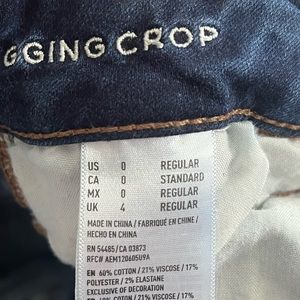 GGING CROP
US 0 REGULAR
CA 0 STANDARD
MX 0 REGULAR
UK 4 REGULAR
MADE IN CHINA / FABRIQUÉ EN CHINE /
HECHO EN CHINA
RN 54485/CA 03873
RFC# AEM120605U9A
EN 60% COTTON / 21% VISCOSE / 17%
POLYESTER / 2% ELASTANE
EXCLUSIVE OF DECORATION